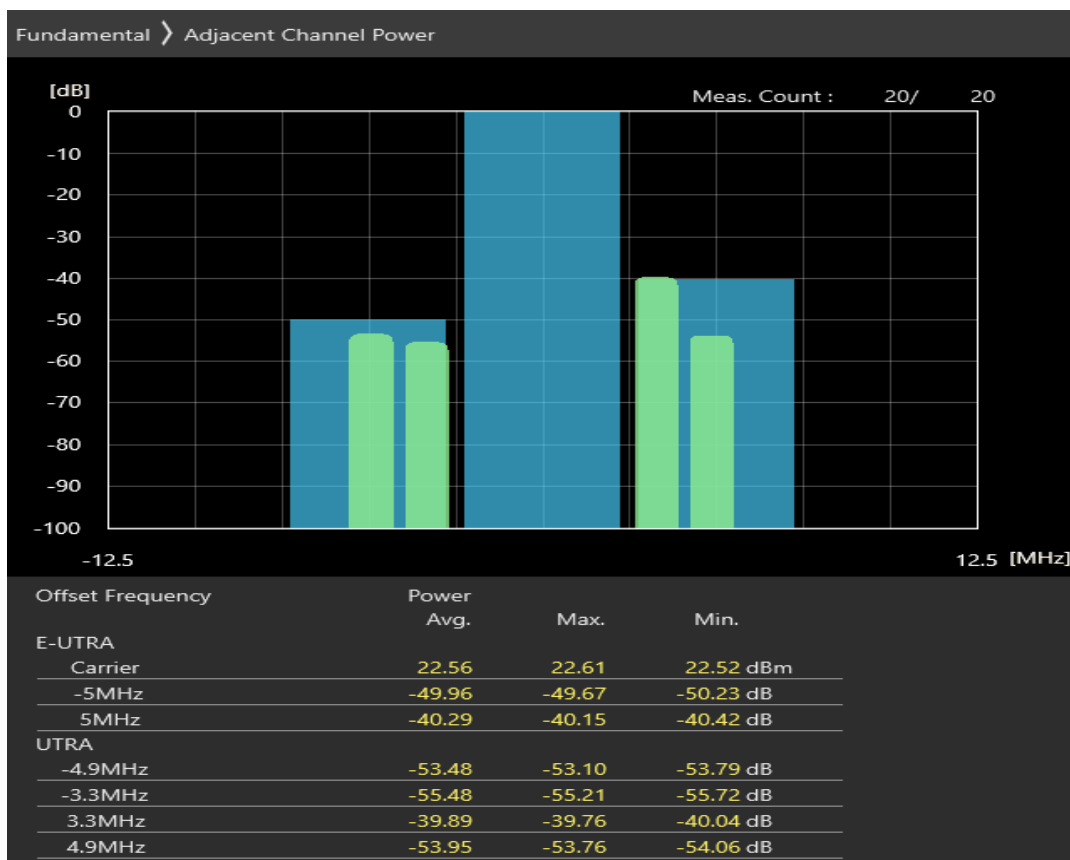 Fundamental 〉 Adjacent Channel Power
[dB]
Meas. Count : 20/ 20
0
-10
-20
-30
-40
-50
-60
-70
-80
-90
-100
-12.5 12.5 [MHz]
Offset Frequency Power
Avg. Max. Min.
E-UTRA
Carrier 22.56 22.61 22.52 dBm
-5MHz -49.96 -49.67 -50.23 dB
5MHz -40.29 -40.15 -40.42 dB
UTRA
-4.9MHz -53.48 -53.10 -53.79 dB
-3.3MHz -55.48 -55.21 -55.72 dB
3.3MHz -39.89 -39.76 -40.04 dB
4.9MHz -53.95 -53.76 -54.06 dB